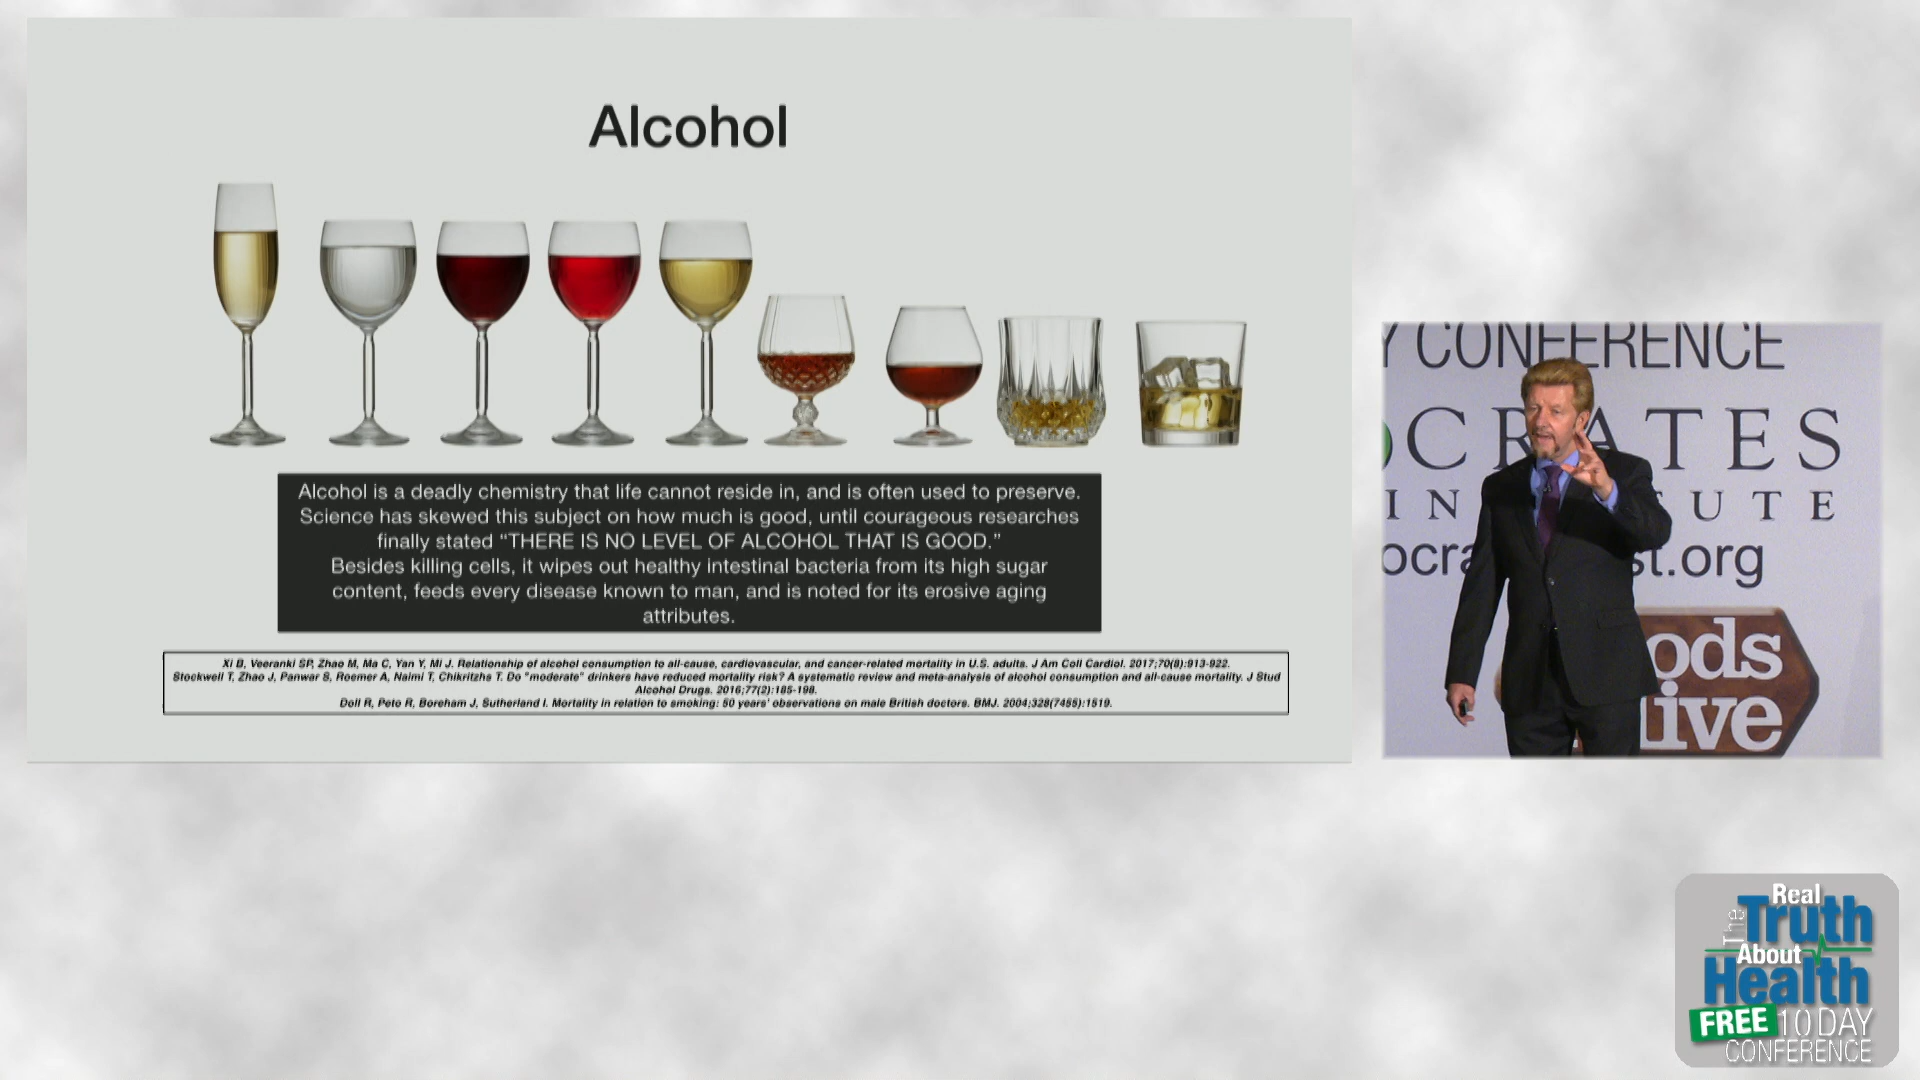 Alcohol
Alcohol is a deadly chemistry that life cannot reside in, and is often used to preserve.
Science has skewed this subject on how much is good, until courageous researches
finally stated “THERE IS NO LEVEL OF ALCOHOL THAT IS GOOD.”
Besides killing cells, it wipes out healthy intestinal bacteria from its high sugar
content, feeds every disease known to man, and is noted for its erosive aging
attributes.
Xi B, Veeranki SP, Zhao M, Ma C, Yan Y, Mi J. Relationship of alcohol consumption to all-cause, cardiovascular, and cancer-related mortality in U.S. adults. J Am Coll Cardiol. 2017;70(8):913-922.
Stockwell T, Zhao J, Panwar S, Roemer A, Naimi T, Chikritzhs T. Do "moderate" drinkers have reduced mortality risk? A systematic review and meta-analysis of alcohol consumption and all-cause mortality. J Stud
Alcohol Drugs. 2016;77(2):185-198.
Doll R, Peto R, Boreham J, Sutherland I. Mortality in relation to smoking: 50 years' observations on male British doctors. BMJ. 2004;328(7455):1519.
Y CONFERENCE
OCRATES
IN UTE
ocra st.org
ods
live
The Real
Truth
About
Health
FREE 10 DAY
CONFERENCE